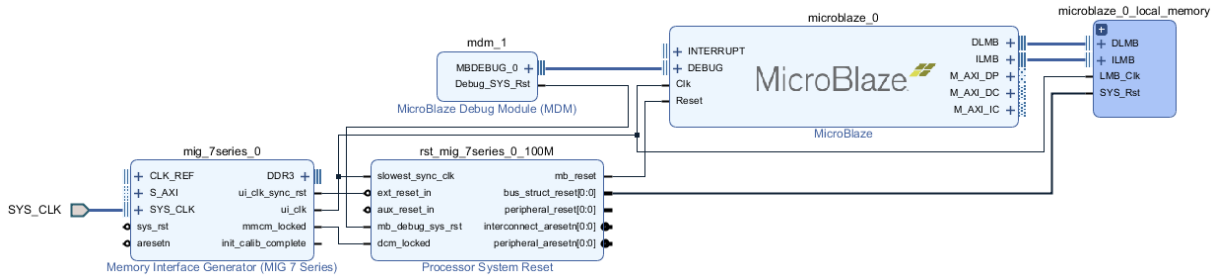 microblaze_0
microblaze_0_local_memory
mdm_1
MBDEBUG_0
Debug_SYS_Rst
MicroBlaze Debug Module (MDM)
INTERRUPT
DEBUG
Clk
Reset
MicroBlaze
DLMB
ILMB
M_AXI_DP
M_AXI_DC
M_AXI_IC
MicroBlaze
DLMB
ILMB
LMB_Clk
SYS_Rst
SYS_CLK
mig_7series_0
CLK_REF
S_AXI
SYS_CLK
sys_rst
aresetn
DDR3
ui_clk_sync_rst
ui_clk
mmcm_locked
init_calib_complete
Memory Interface Generator (MIG 7 Series)
rst_mig_7series_0_100M
slowest_sync_clk
ext_reset_in
aux_reset_in
mb_debug_sys_rst
dcm_locked
mb_reset
bus_struct_reset[0:0]
peripheral_reset[0:0]
interconnect_aresetn[0:0]
peripheral_aresetn[0:0]
Processor System Reset